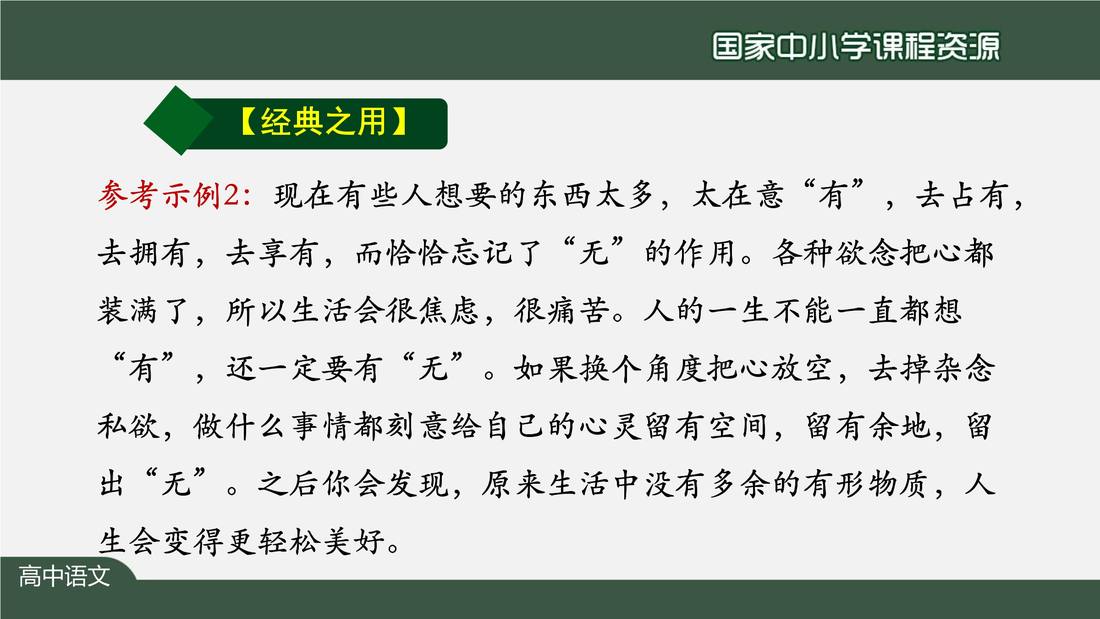 国家中小学课程资源
【经典之用】
参考示例2：现在有些人想要的东西太多，太在意“有”，去占有，
去拥有，去享有，而恰恰忘记了“无”的作用。各种欲念把心都
装满了，所以生活会很焦虑，很痛苦。人的一生不能一直都想
“有”，还一定要有“无”。如果换个角度把心放空，去掉杂念
私欲，做什么事情都刻意给自己的心灵留有空间，留有余地，留
出“无”。之后你会发现，原来生活中没有多余的有形物质，人
生会变得更轻松美好。
高中语文